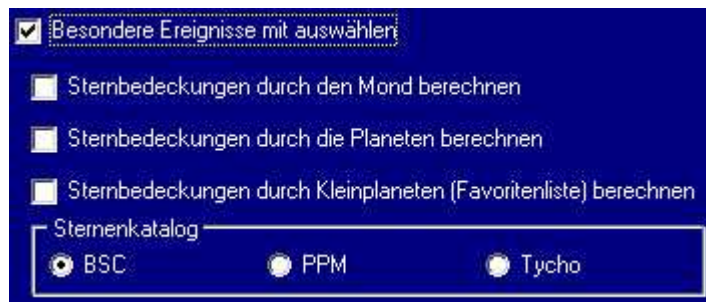 Besondere Ereignisse mit auswählen
Sternbedeckungen durch den Mond berechnen
Sternbedeckungen durch die Planeten berechnen
Sternbedeckungen durch Kleinplaneten (Favoritenliste) berechnen
Sternenkatalog
BSC PPM Tycho